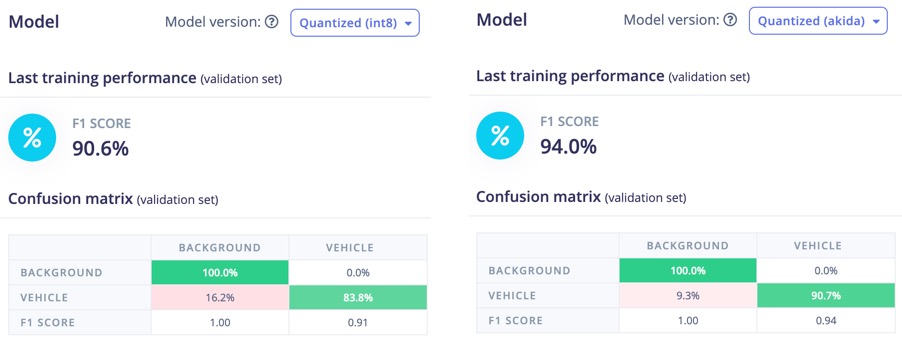 Model Model version: ? Quantized (int8)
Last training performance (validation set)
% F1 SCORE
90.6%
Confusion matrix (validation set)
BACKGROUND VEHICLE
BACKGROUND 100.0% 0.0%
VEHICLE 16.2% 83.8%
F1 SCORE 1.00 0.91
Model Model version: ? Quantized (akida)
Last training performance (validation set)
% F1 SCORE
94.0%
Confusion matrix (validation set)
BACKGROUND VEHICLE
BACKGROUND 100.0% 0.0%
VEHICLE 9.3% 90.7%
F1 SCORE 1.00 0.94